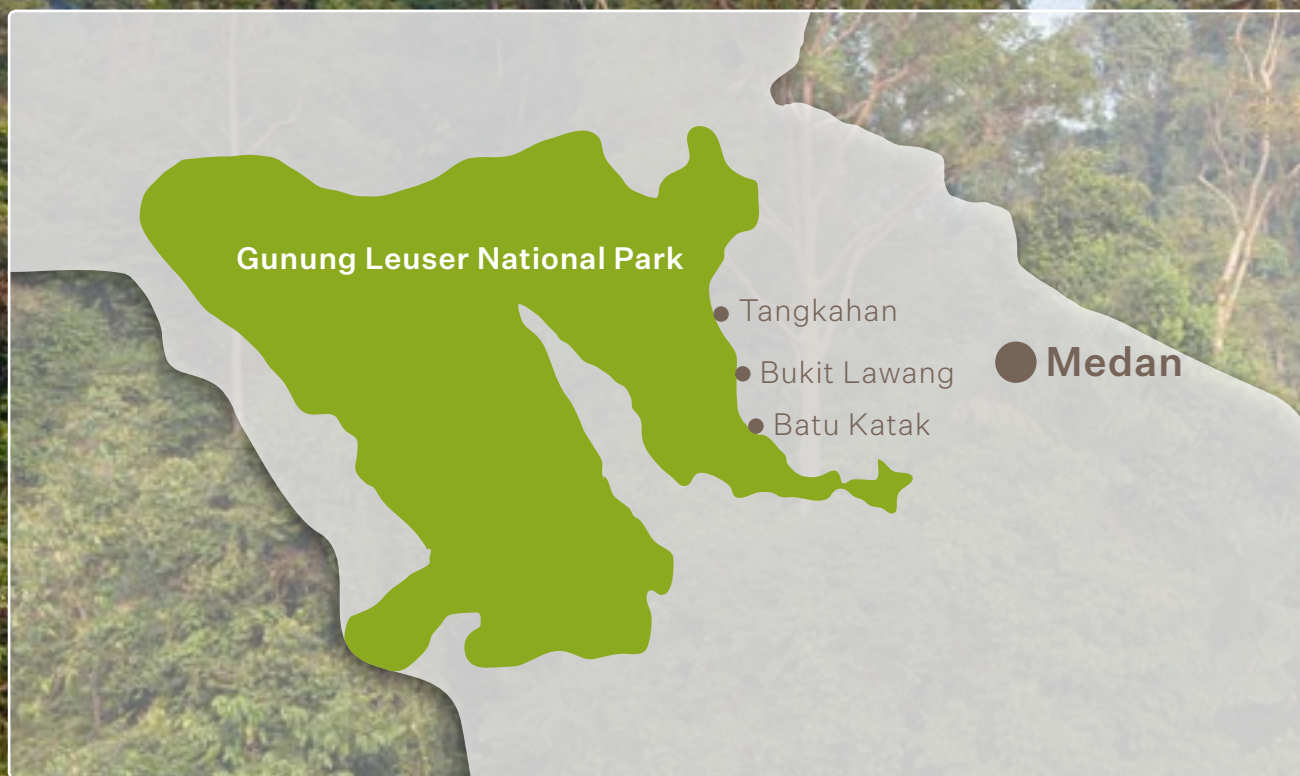 Gunung Leuser National Park
Tangkahan
Medan
Bukit Lawang
Batu Katak